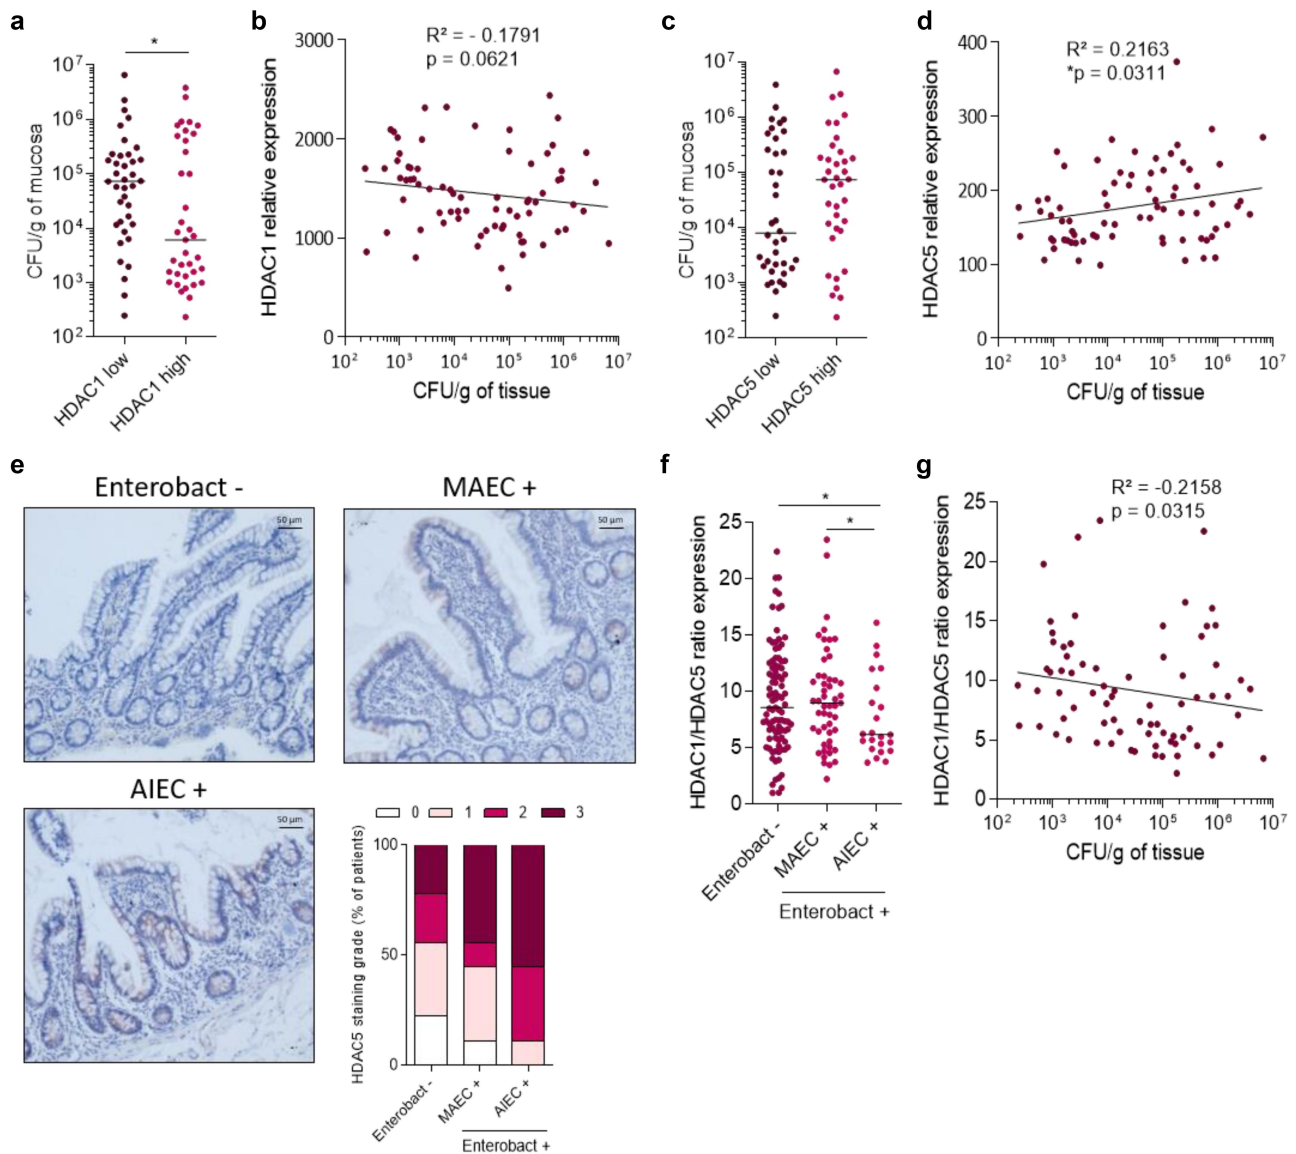 a
*
10⁷
10⁶
10⁵
10⁴
10³
10²
CFU/g of mucosa
HDAC1 low
HDAC1 high
b
R² = - 0.1791
p = 0.0621
3000
2000
1000
0
HDAC1 relative expression
10² 10³ 10⁴ 10⁵ 10⁶ 10⁷
CFU/g of tissue
c
10⁷
10⁶
10⁵
10⁴
10³
10²
CFU/g of mucosa
HDAC5 low
HDAC5 high
d
R² = 0.2163
*p = 0.0311
400
300
200
100
0
HDAC5 relative expression
10² 10³ 10⁴ 10⁵ 10⁶ 10⁷
CFU/g of tissue
e
Enterobact -
50 µm
MAEC +
50 µm
AIEC +
50 µm
0 1 2 3
100
50
0
HDAC5 staining grade (% of patients)
Enterobact -
MAEC +
AIEC +
Enterobact +
f
*
*
25
20
15
10
5
0
HDAC1/HDAC5 ratio expression
Enterobact -
MAEC +
AIEC +
Enterobact +
g
R² = -0.2158
p = 0.0315
25
20
15
10
5
0
HDAC1/HDAC5 ratio expression
10² 10³ 10⁴ 10⁵ 10⁶ 10⁷
CFU/g of tissue